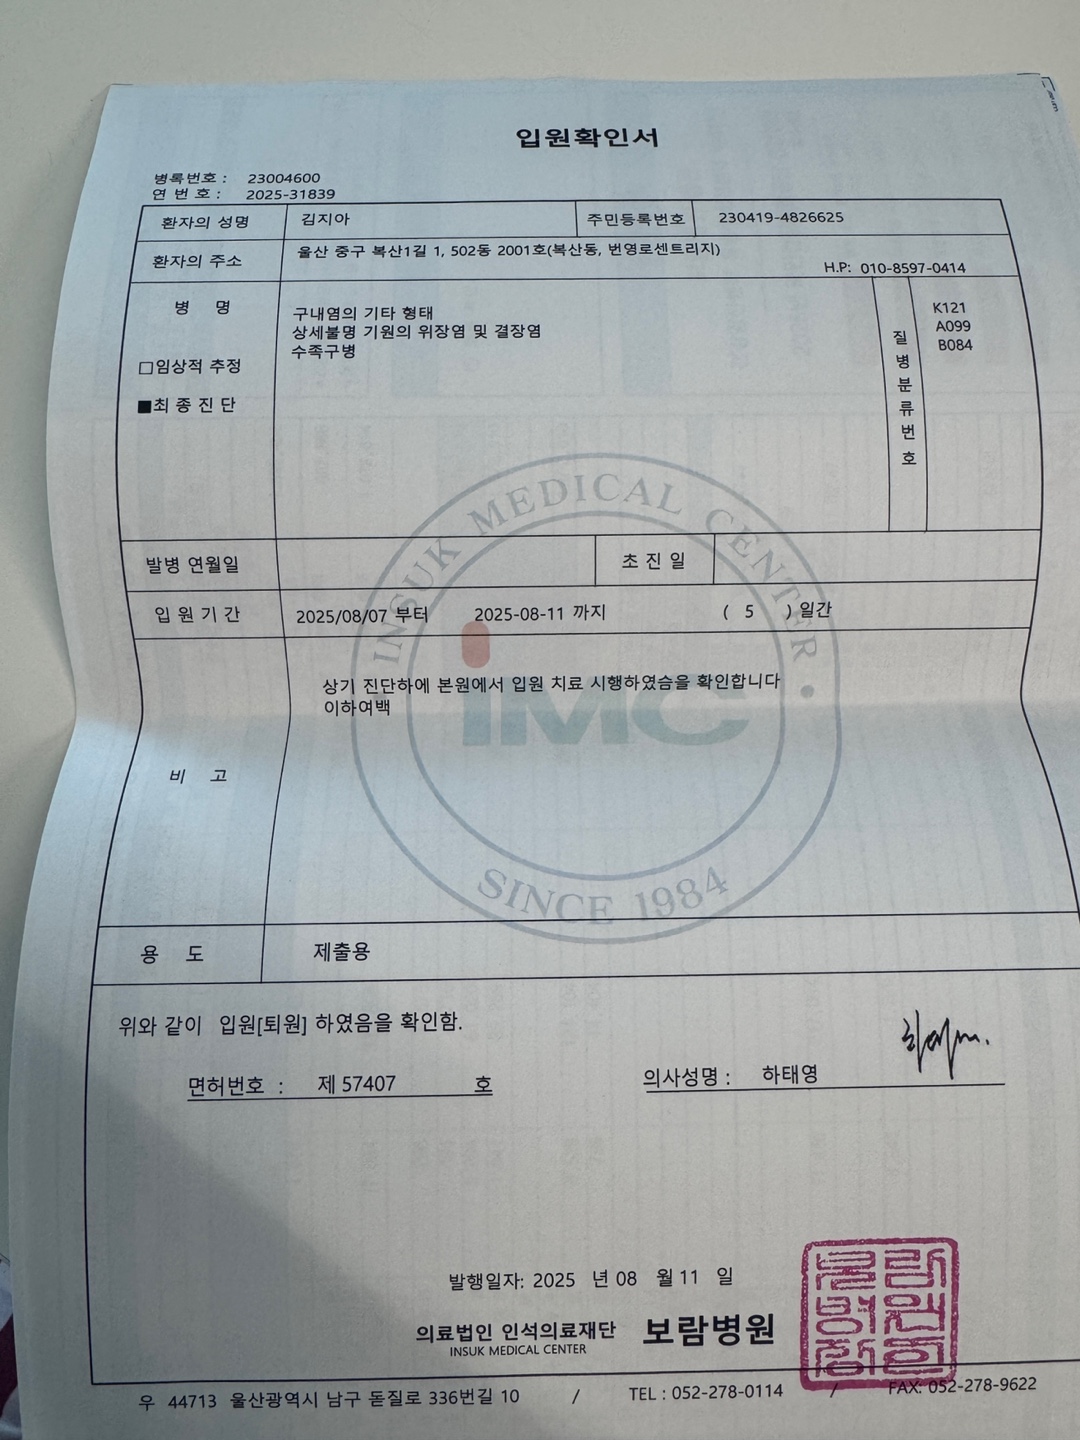 입원확인서
병록번호 : 23004600
연 번 호 : 2025-31839
환자의 성명 김지아 주민등록번호 230419-4826625
환자의 주소 울산 중구 복산1길 1, 502동 2001호(복산동, 번영로센트리지)
H.P: 010-8597-0414
병 명
□임상적 추정
■최 종 진 단
구내염의 기타 형태
상세불명 기원의 위장염 및 결장염
수족구병
질병분류번호
K121
A099
B084
발병 연월일 초 진 일
입 원 기 간 2025/08/07 부터 2025-08-11 까지 ( 5 ) 일간
비 고
상기 진단하에 본원에서 입원 치료 시행하였슴을 확인합니다
이하여백
INSUK MEDICAL CENTER
iMC
SINCE 1984
용 도 제출용
위와 같이 입원[퇴원] 하였음을 확인함.
면허번호 : 제 57407 호 의사성명 : 하태영
발행일자: 2025 년 08 월 11 일
의료법인 인석의료재단 보람병원
INSUK MEDICAL CENTER
우 44713 울산광역시 남구 돋질로 336번길 10 / TEL : 052-278-0114 / FAX: 052-278-9622